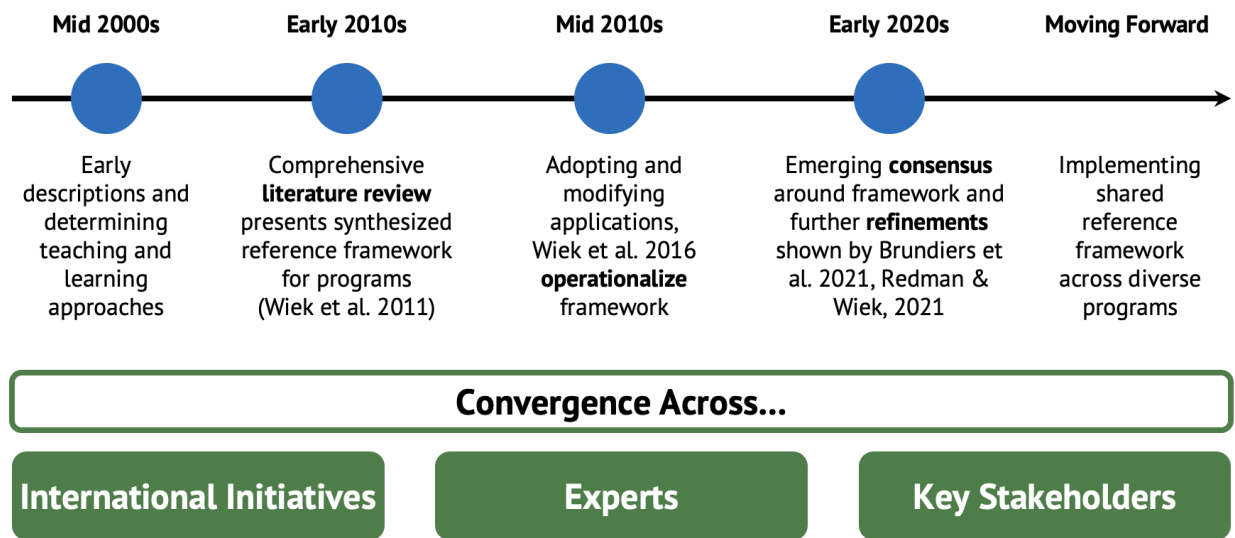 Mid 2000s
Early 2010s
Mid 2010s
Early 2020s
Moving Forward
Early
descriptions and
determining
teaching and
learning
approaches
Comprehensive
literature review
presents synthesized
reference framework
for programs
(Wiek et al. 2011)
Adopting and
modifying
applications,
Wiek et al. 2016
operationalize
framework
Emerging consensus
around framework and
further refinements
shown by Brundiers et
al. 2021, Redman &
Wiek, 2021
Implementing
shared
reference
framework
across diverse
programs
Convergence Across...
International Initiatives
Experts
Key Stakeholders